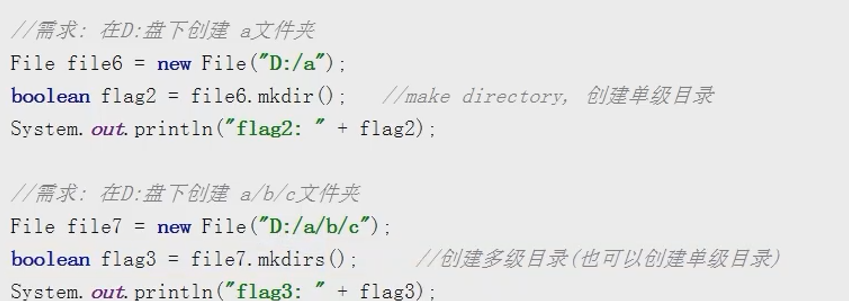 //需求: 在D:盘下创建 a文件夹
File file6 = new File("D:/a");
boolean flag2 = file6.mkdir();   //make directory, 创建单级目录
System.out.println("flag2: " + flag2);
//需求: 在D:盘下创建 a/b/c文件夹
File file7 = new File("D:/a/b/c");
boolean flag3 = file7.mkdirs();     //创建多级目录(也可以创建单级目录)
System.out.println("flag3: " + flag3);